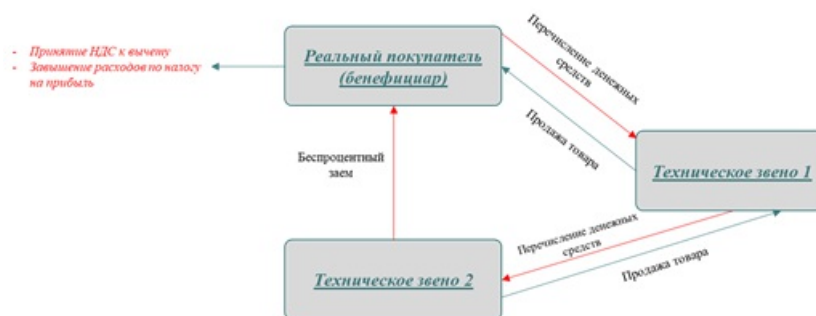 - Принятие НДС к вычету
- Завышение расходов по налогу
на прибыль
Реальный покупатель
(бенефициар)
Перечисление денежных
средств
Продажа товара
Техническое звено 1
Беспроцентный
заем
Перечисление денежных
средств
Продажа товара
Техническое звено 2